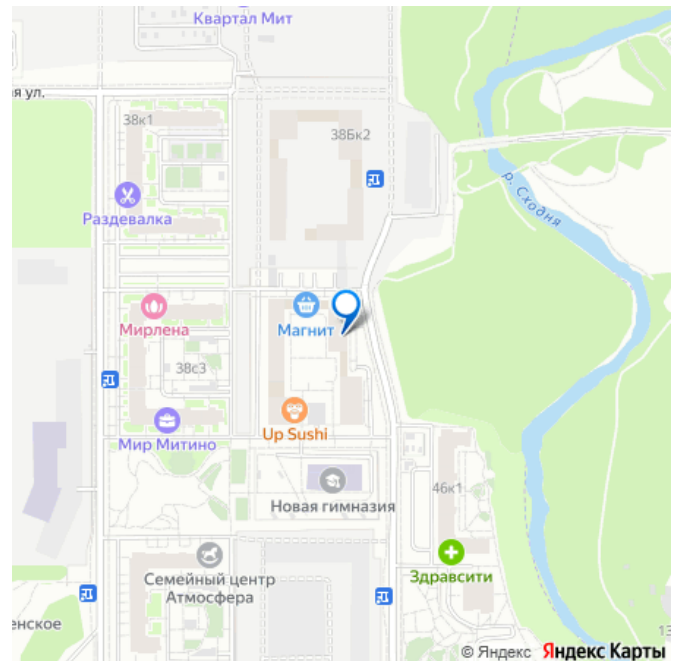 Квартал Мит
я ул.
38к1
38Бк2
р. Сходня
Раздевалка
Мирлена
Магнит
38с3
Up Sushi
Мир Митино
46к1
Новая гимназия
Здравсити
Семейный центр
Атмосфера
енское
13
© Яндекс Яндекс Карты